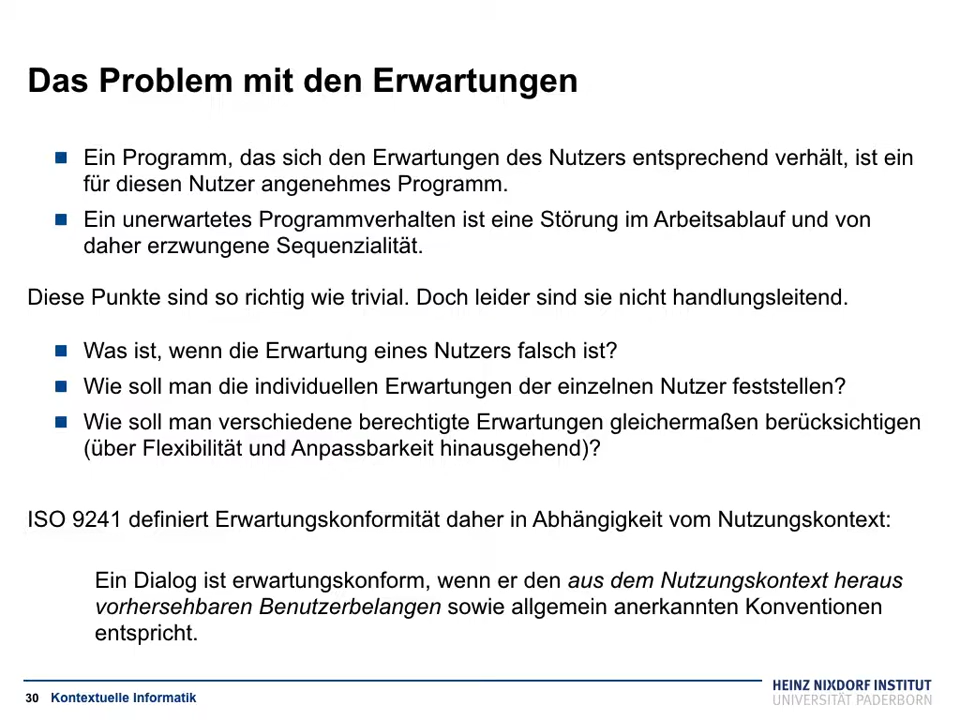 Das Problem mit den Erwartungen
Ein Programm, das sich den Erwartungen des Nutzers entsprechend verhält, ist ein
für diesen Nutzer angenehmes Programm.
Ein unerwartetes Programmverhalten ist eine Störung im Arbeitsablauf und von
daher erzwungene Sequenzialität.
Diese Punkte sind so richtig wie trivial. Doch leider sind sie nicht handlungsleitend.
Was ist, wenn die Erwartung eines Nutzers falsch ist?
Wie soll man die individuellen Erwartungen der einzelnen Nutzer feststellen?
Wie soll man verschiedene berechtigte Erwartungen gleichermaßen berücksichtigen
(über Flexibilität und Anpassbarkeit hinausgehend)?
ISO 9241 definiert Erwartungskonformität daher in Abhängigkeit vom Nutzungskontext:
Ein Dialog ist erwartungskonform, wenn er den aus dem Nutzungskontext heraus
vorhersehbaren Benutzerbelangen sowie allgemein anerkannten Konventionen
entspricht.
30 Kontextuelle Informatik
HEINZ NIXDORF INSTITUT
UNIVERSITÄT PADERBORN